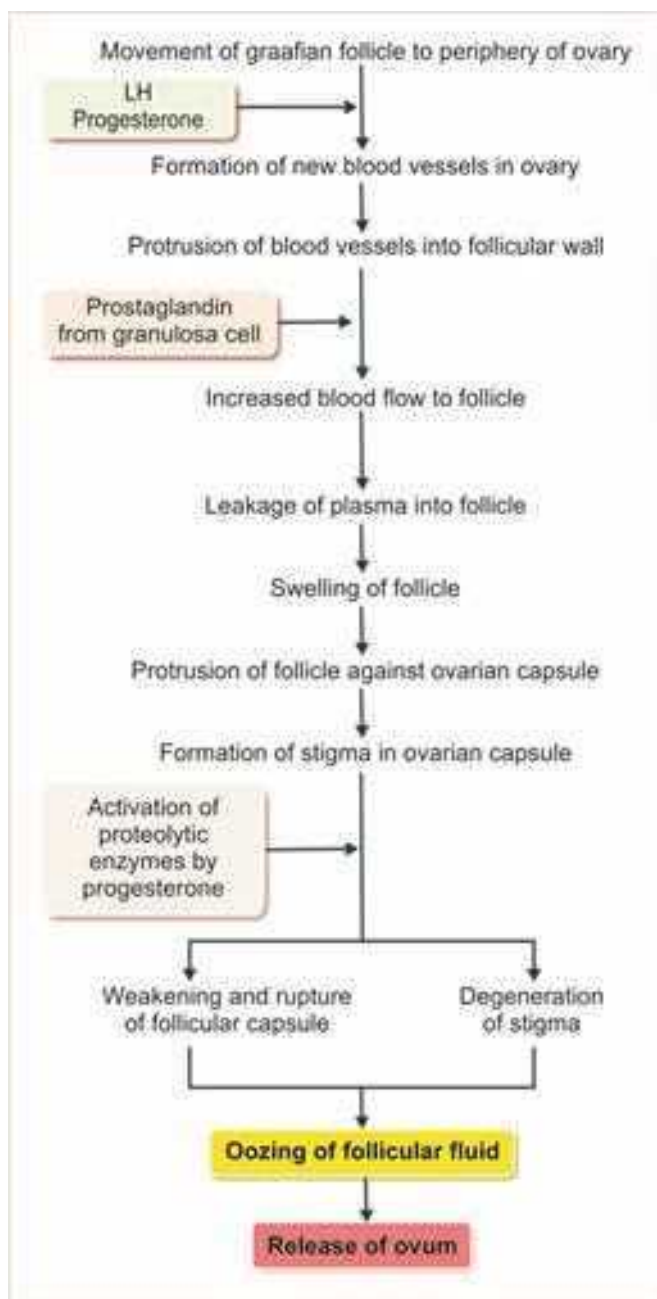 Movement of graafian follicle to periphery of ovary
LH
Progesterone
Formation of new blood vessels in ovary
Protrusion of blood vessels into follicular wall
Prostaglandin
from granulosa cell
Increased blood flow to follicle
Leakage of plasma into follicle
Swelling of follicle
Protrusion of follicle against ovarian capsule
Formation of stigma in ovarian capsule
Activation of
proteolytic
enzymes by
progesterone
Weakening and rupture
of follicular capsule
Degeneration
of stigma
Oozing of follicular fluid
Release of ovum